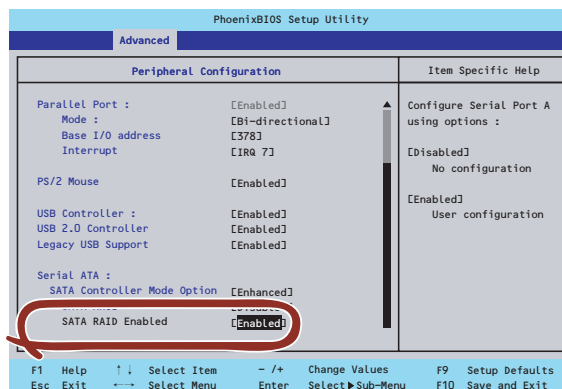 PhoenixBIOS Setup Utility
Advanced
Peripheral Configuration
Item Specific Help
Parallel Port : [Enabled]
Mode : [Bi-directional]
Base I/O address [378]
Interrupt [IRQ 7]
PS/2 Mouse [Enabled]
USB Controller : [Enabled]
USB 2.0 Controller [Enabled]
Legacy USB Support [Enabled]
Serial ATA :
SATA Controller Mode Option [Enhanced]
SATA RAID Enabled [Enabled]
Configure Serial Port A
using options :
[Disabled]
No configuration
[Enabled]
User configuration
F1 Help ↑↓ Select Item - /+ Change Values F9 Setup Defaults
Esc Exit ←→ Select Menu Enter Select▶Sub-Menu F10 Save and Exit